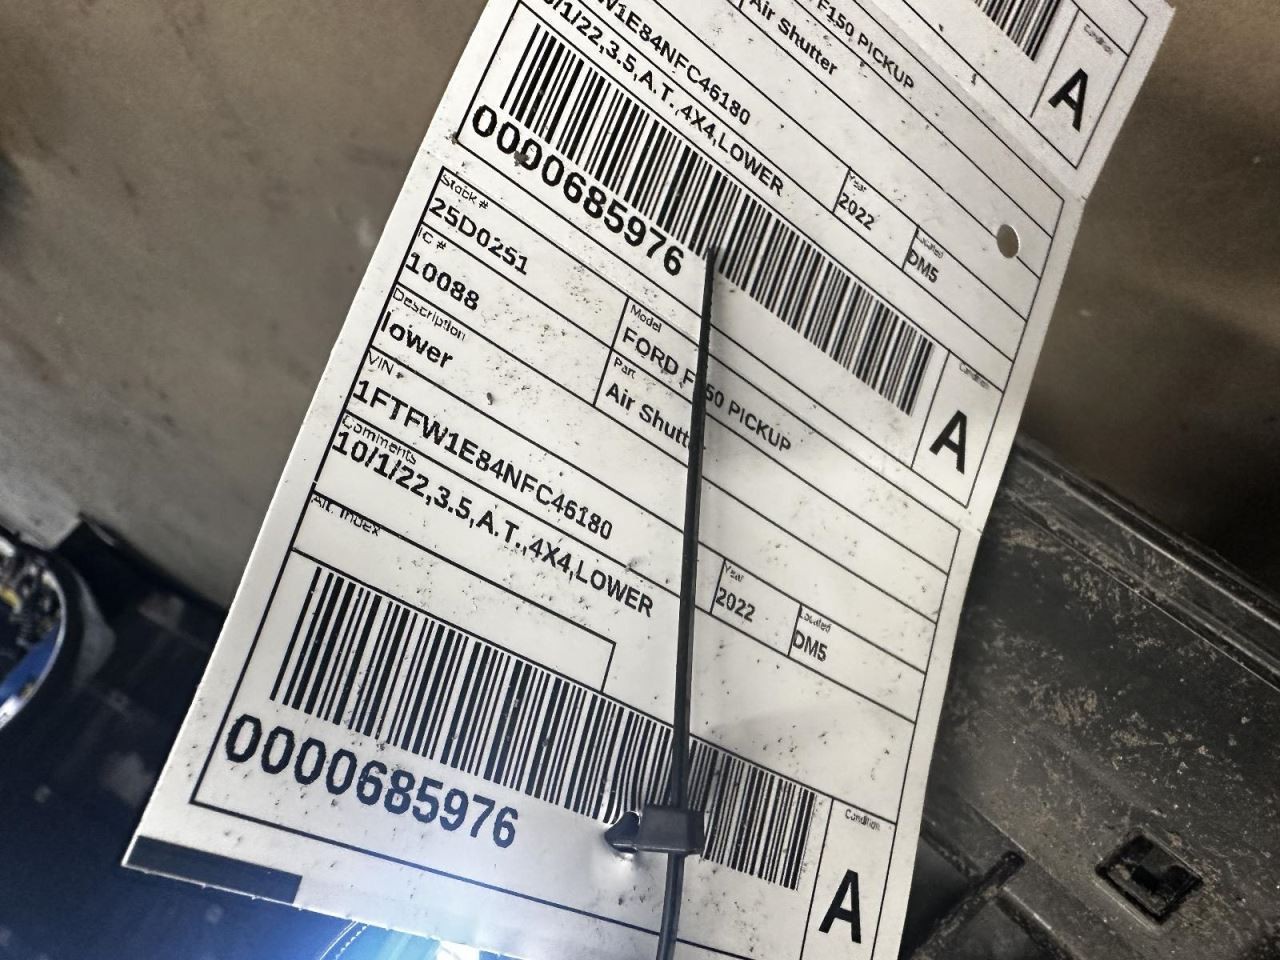 F150 PICKUP
Air Shutter
Condition
A
W1E84NFC46180
/1/22,3.5,A.T.,4X4,LOWER
Year
2022
Located
DM5
0000685976
Condition
A
Stock #
25D0251
IC #
10088
Model
FORD F150 PICKUP
Description
lower
Part
Air Shutt
VIN
1FTFW1E84NFC46180
Comments
10/1/22,3.5,A.T.,4X4,LOWER
Year
2022
Located
DM5
Alt. Index
0000685976
Condition
A